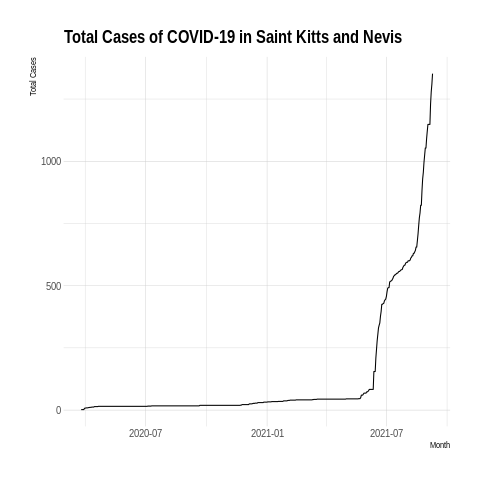 Total Cases of COVID-19 in Saint Kitts and Nevis
Total Cases
1000
500
0
2020-07 2021-01 2021-07
Month